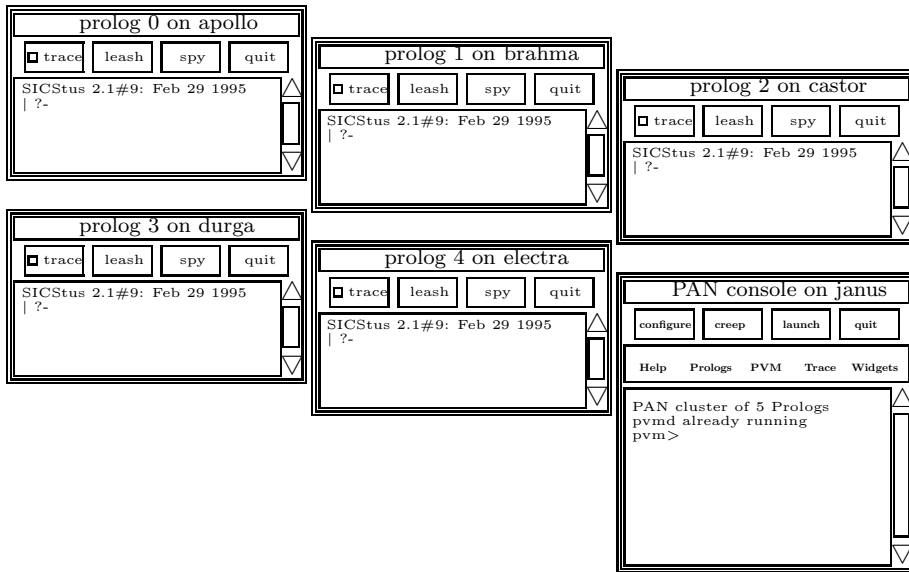 prolog 0 on apollo
trace leash spy quit
SICStus 2.1#9: Feb 29 1995
| ?-
prolog 1 on brahma
trace leash spy quit
SICStus 2.1#9: Feb 29 1995
| ?-
prolog 2 on castor
trace leash spy quit
SICStus 2.1#9: Feb 29 1995
| ?-
prolog 3 on durga
trace leash spy quit
SICStus 2.1#9: Feb 29 1995
| ?-
prolog 4 on electra
trace leash spy quit
SICStus 2.1#9: Feb 29 1995
| ?-
PAN console on janus
configure creep launch quit
Help Prologs PVM Trace Widgets
PAN cluster of 5 Prologs
pvmd already running
pvm>